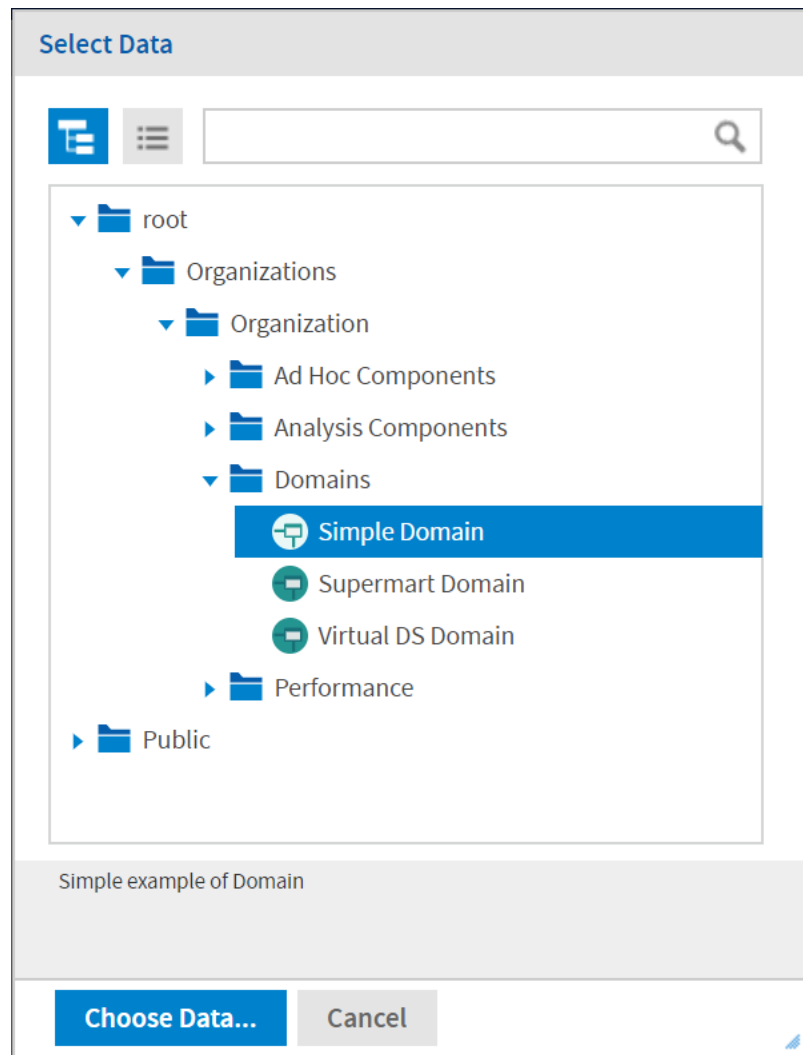 Select Data
root
Organizations
Organization
Ad Hoc Components
Analysis Components
Domains
Simple Domain
Supermart Domain
Virtual DS Domain
Performance
Public
Simple example of Domain
Choose Data... Cancel